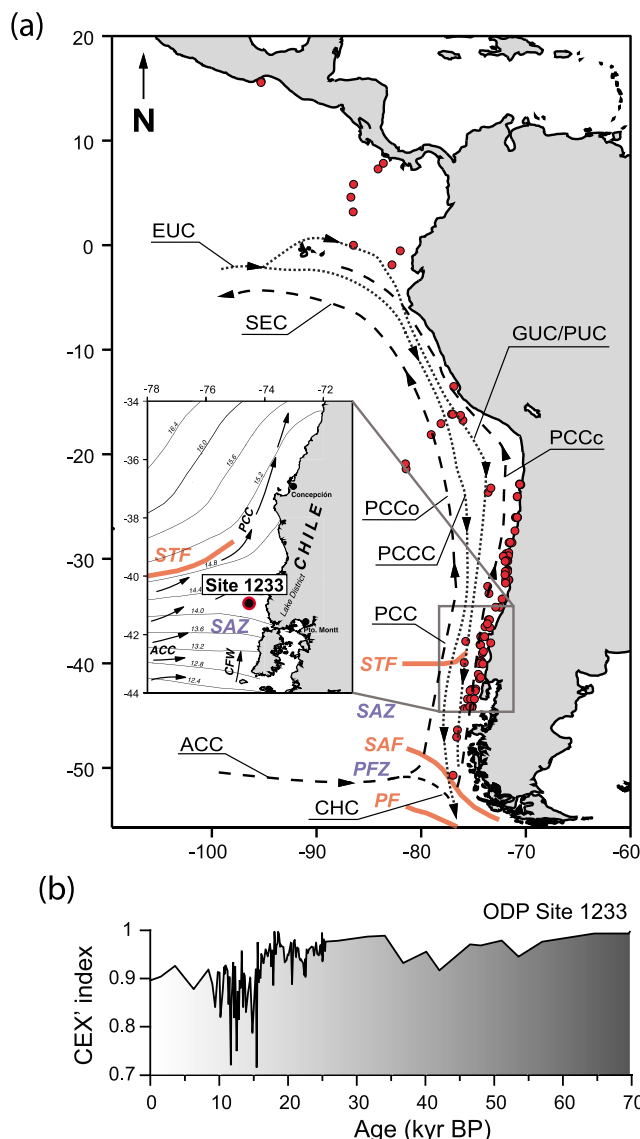 (a)
20
10
0
-10
-20
-30
-40
-50
N
EUC
SEC
GUC/PUC
PCCc
PCCo
PCCC
PCC
STF
SAZ
SAF
PFZ
ACC
CHC
PF
-78 -76 -74 -72
-34
-36
-38
-40
-42
-44
16.4
16.0
15.6
15.2
PCC
Concepción
STF
14.8
CHILE
Site 1233
14.4
Lake District
14.0
SAZ
13.6
Pto. Montt
ACC
13.2
CFW
12.8
12.4
-100 -90 -80 -70 -60
(b)
ODP Site 1233
CEX' index
1
0.9
0.8
0.7
0 10 20 30 40 50 60 70
Age (kyr BP)